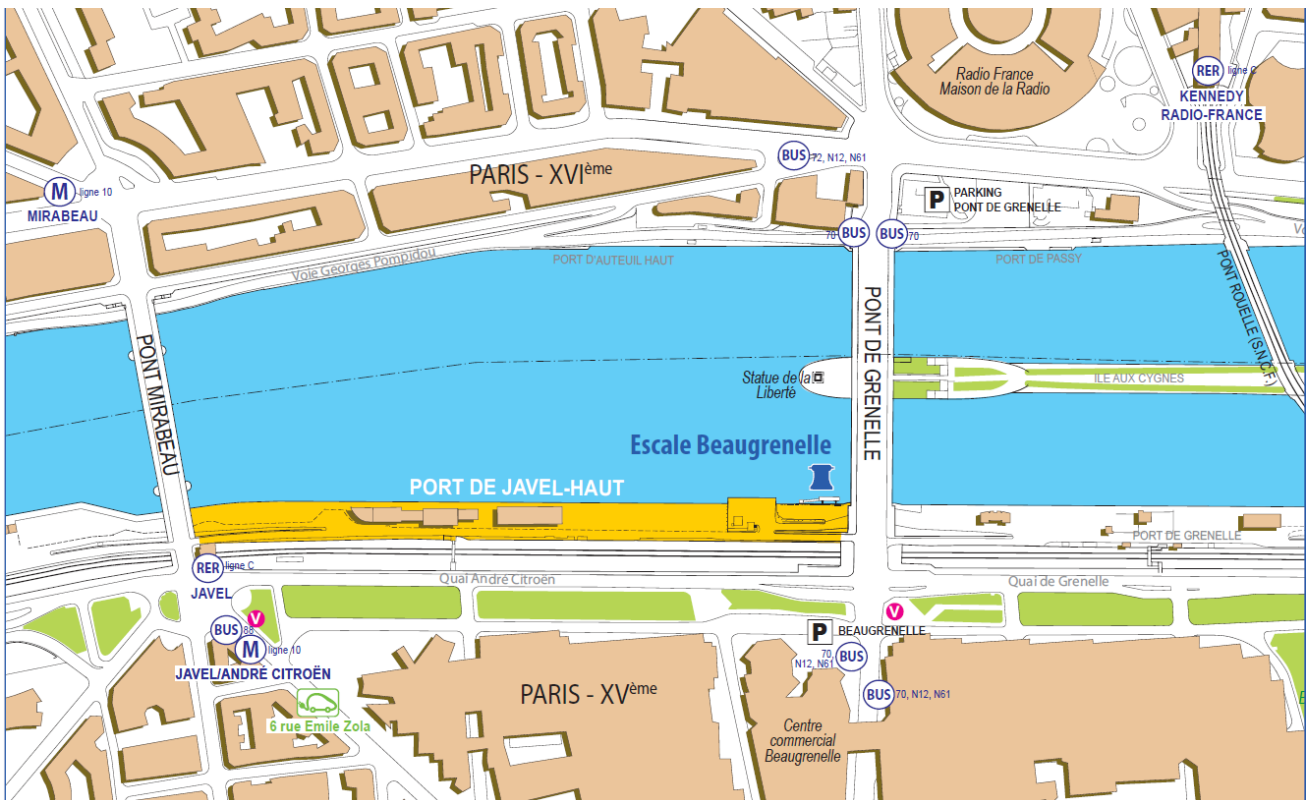 Radio France
Maison de la Radio
RER ligne C
KENNEDY
RADIO-FRANCE
BUS 72, N12, N61
PARIS - XVIème
M ligne 10
MIRABEAU
P PARKING
PONT DE GRENELLE
70 BUS
BUS 70
Voie Georges Pompidou
PORT D'AUTEUIL HAUT
PORT DE PASSY
PONT ROUELLE (S.N.C.F.)
PONT MIRABEAU
PONT DE GRENELLE
Statue de la
Liberté
ILE AUX CYGNES
Escale Beaugrenelle
PORT DE JAVEL-HAUT
PORT DE GRENELLE
RER ligne C
JAVEL
Quai André Citroën
Quai de Grenelle
V
V
BUS 88
M ligne 10
JAVEL/ANDRÉ CITROËN
P BEAUGRENELLE
70,
N12, N61
BUS
BUS 70, N12, N61
6 rue Emile Zola
PARIS - XVème
Centre
commercial
Beaugrenelle